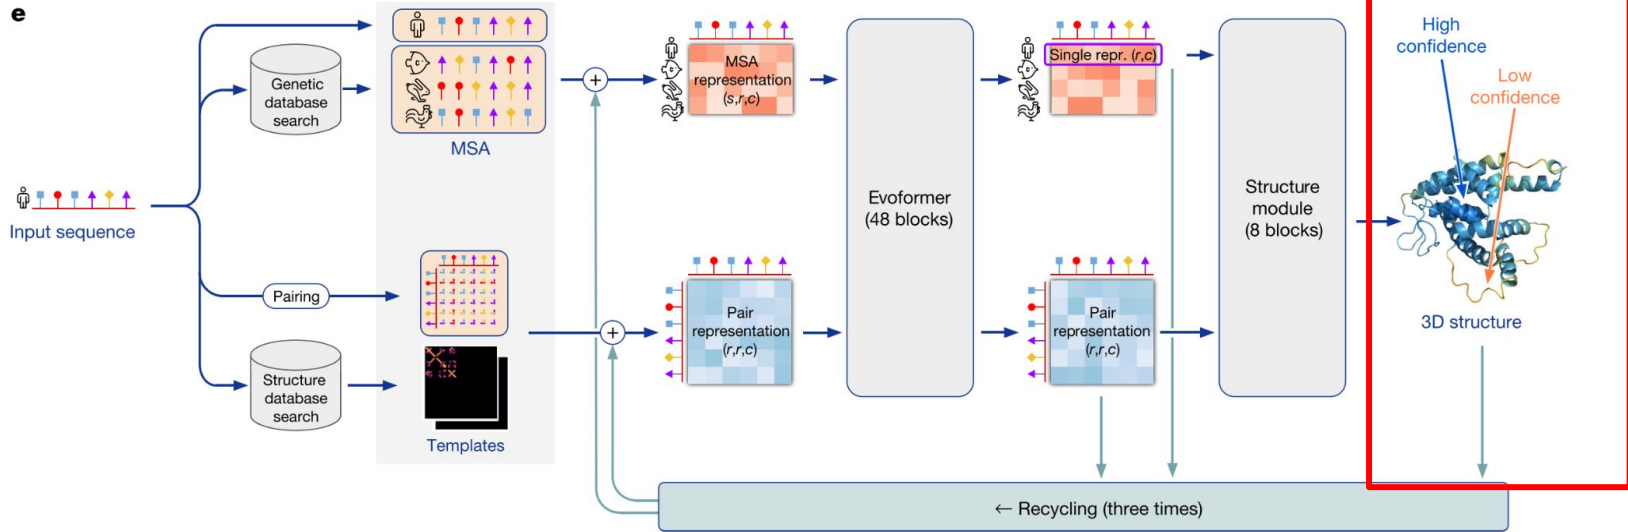 e
Input sequence
Genetic
database
search
MSA
Pairing
Structure
database
search
Templates
+
+
MSA
representation
(s,r,c)
Pair
representation
(r,r,c)
Evoformer
(48 blocks)
Single repr. (r,c)
Pair
representation
(r,r,c)
Structure
module
(8 blocks)
High
confidence
Low
confidence
3D structure
← Recycling (three times)